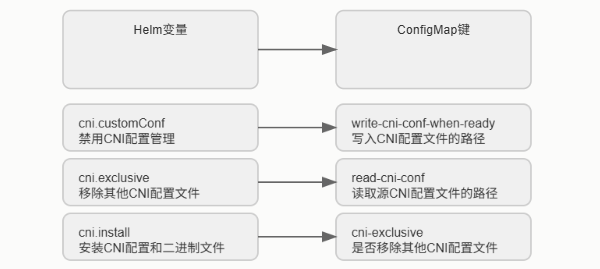 Helm变量
ConfigMap键
cni.customConf
禁用CNI配置管理
write-cni-conf-when-ready
写入CNI配置文件的路径
cni.exclusive
移除其他CNI配置文件
read-cni-conf
读取源CNI配置文件的路径
cni.install
安装CNI配置和二进制文件
cni-exclusive
是否移除其他CNI配置文件